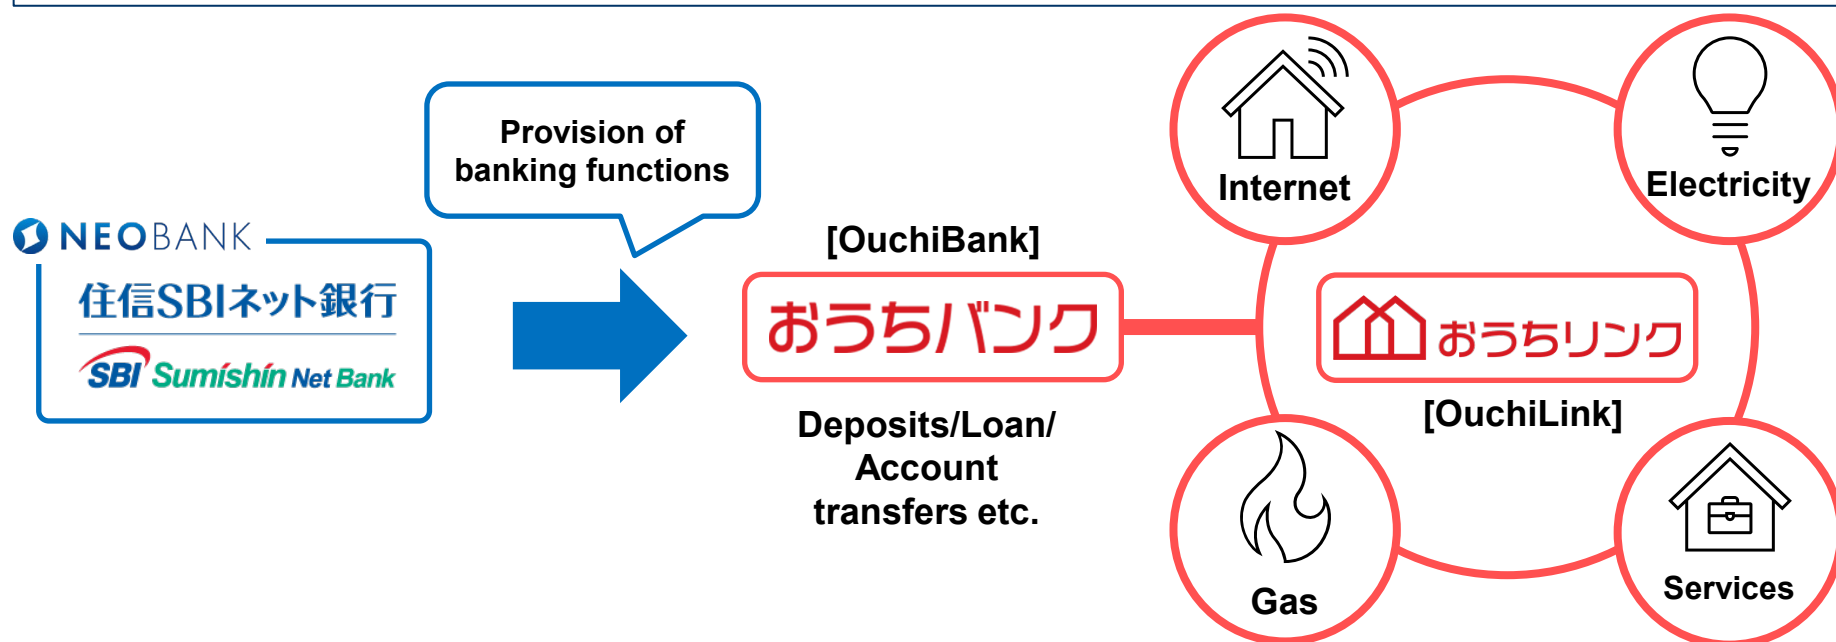 Provision of
banking functions
NEOBANK
住信SBIネット銀行
SBI Sumishin Net Bank
[OuchiBank]
おうちバンク
Deposits/Loan/
Account
transfers etc.
Internet
Electricity
おうちリンク
[OuchiLink]
Gas
Services